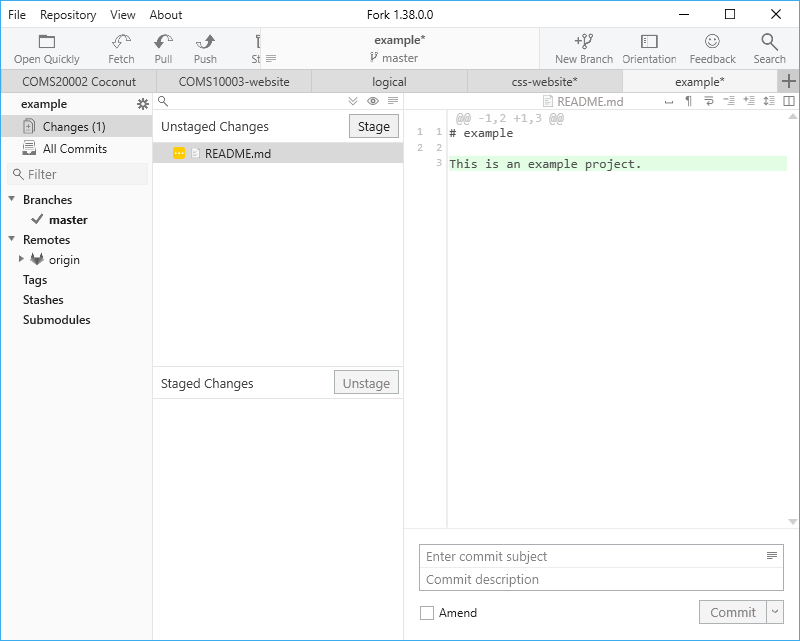 File Repository View About Fork 1.38.0.0
Open Quickly Fetch Pull Push example* master New Branch Orientation Feedback Search
COMS20002 Coconut COMS10003-website logical css-website* example*
example
Changes (1)
All Commits
Filter
Branches
master
Remotes
origin
Tags
Stashes
Submodules
Unstaged Changes Stage
README.md
Staged Changes Unstage
README.md
@@ -1,2 +1,3 @@
1 1 # example
2 2
3 This is an example project.
Enter commit subject
Commit description
Amend Commit